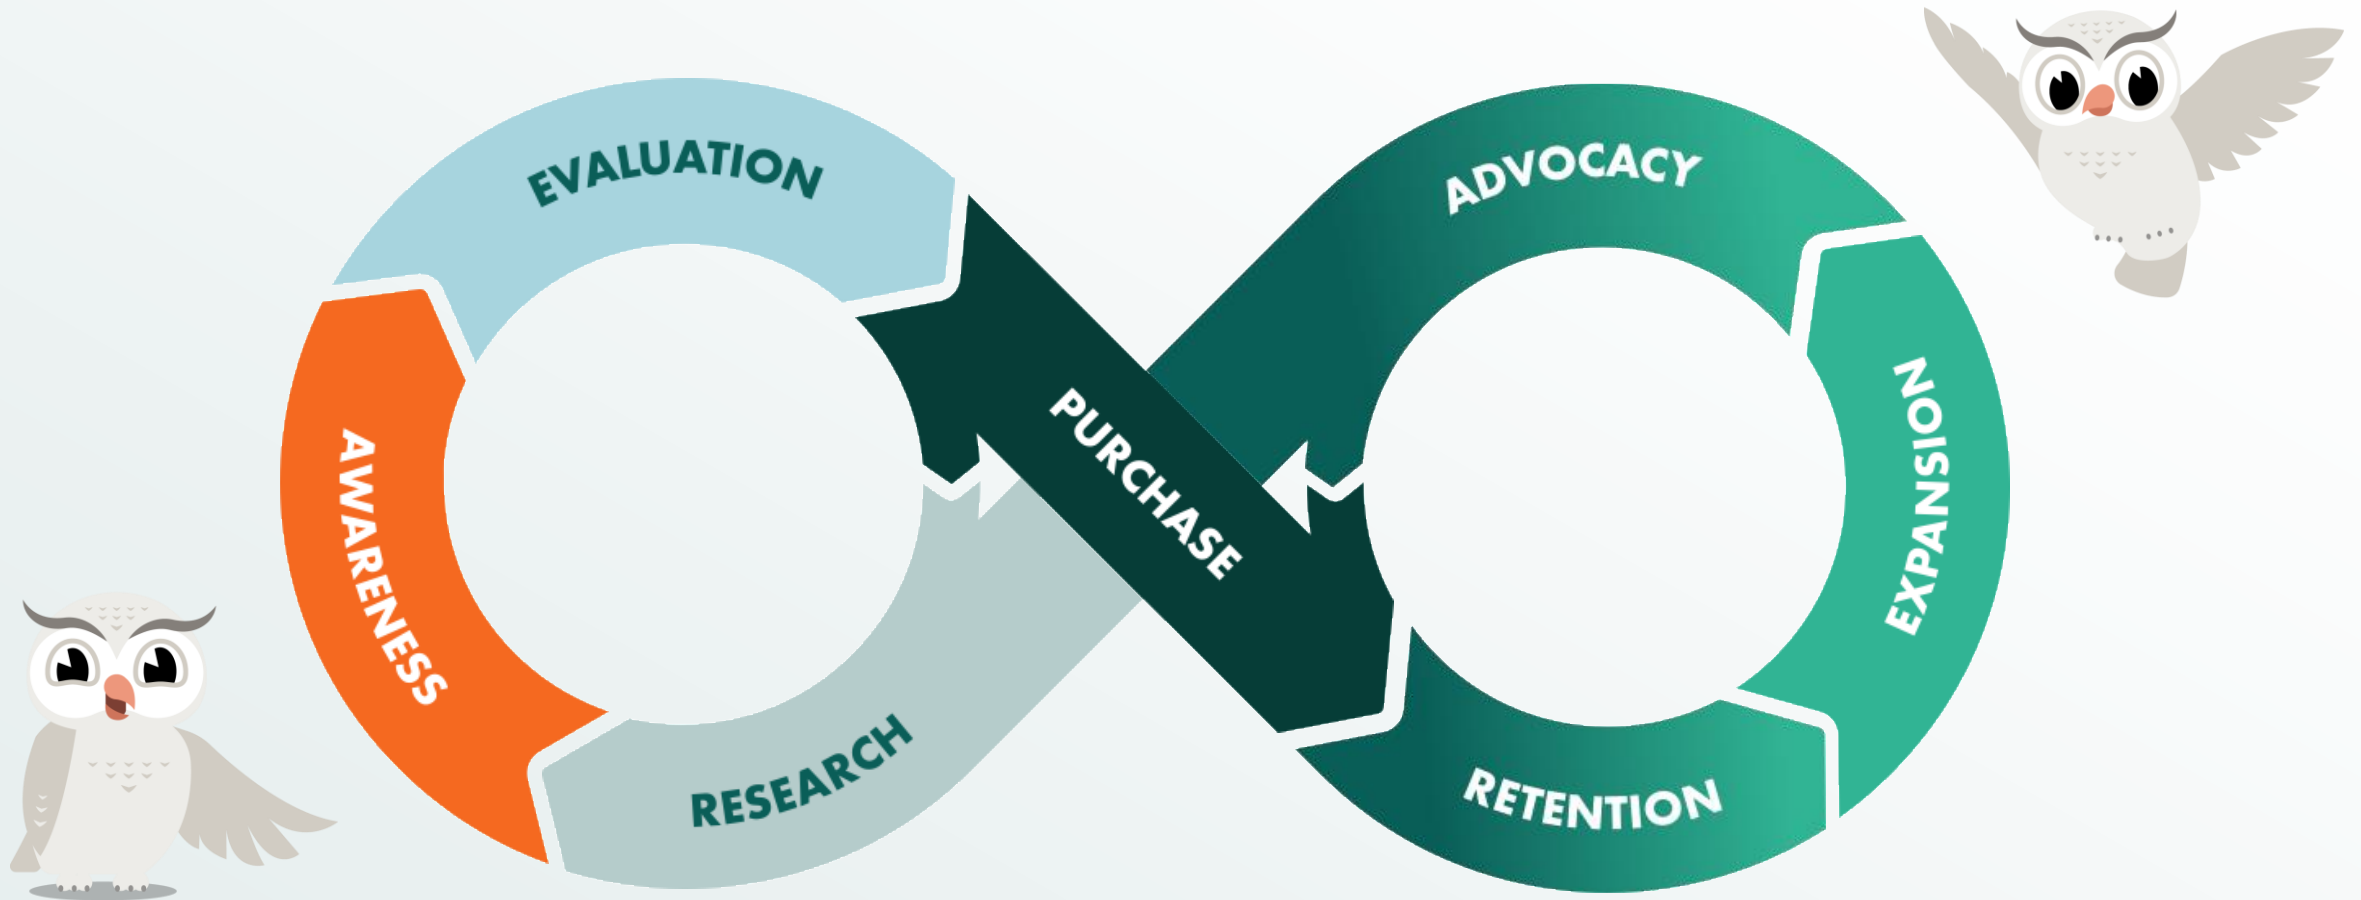 EVALUATION
ADVOCACY
AWARENESS
PURCHASE
EXPANSION
RESEARCH
RETENTION